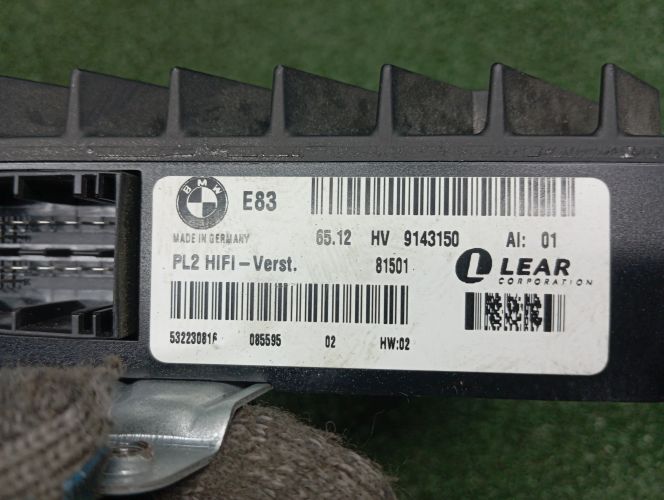 BMW E83
MADE IN GERMANY 65.12 HV 9143150 AI: 01
PL2 HIFI-Verst. 81501 LEAR
CORPORATION
532230816 085595 02 HW:02